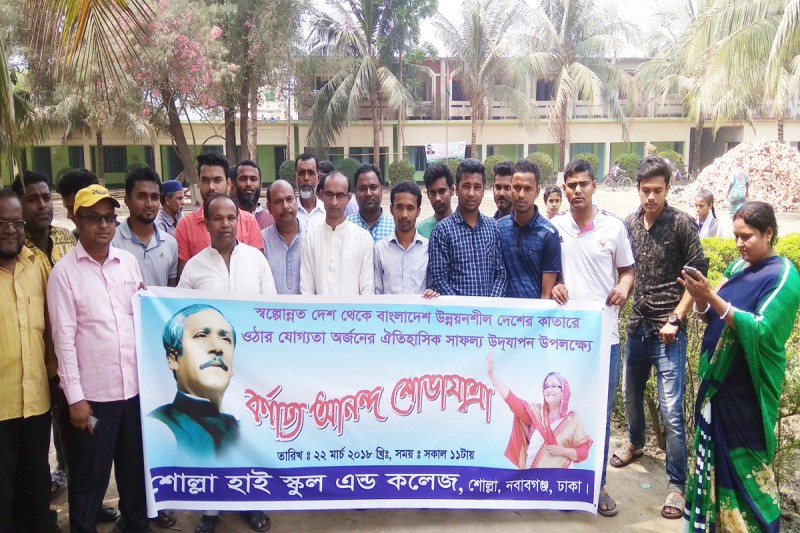 স্বল্পোন্নত দেশ থেকে বাংলাদেশ উন্নয়নশীল দেশের কাতারে
ওঠার যোগ্যতা অর্জনের ঐতিহাসিক সাফল্য উদ্‌যাপন উপলক্ষ্যে
বর্ণাঢ্য আনন্দ শোভাযাত্রা
তারিখ ঃ ২২ মার্চ ২০১৮ খ্রিঃ, সময় ঃ সকাল ১১টায়
শোল্লা হাই স্কুল এন্ড কলেজ, শোল্লা, নবাবগঞ্জ, ঢাকা।